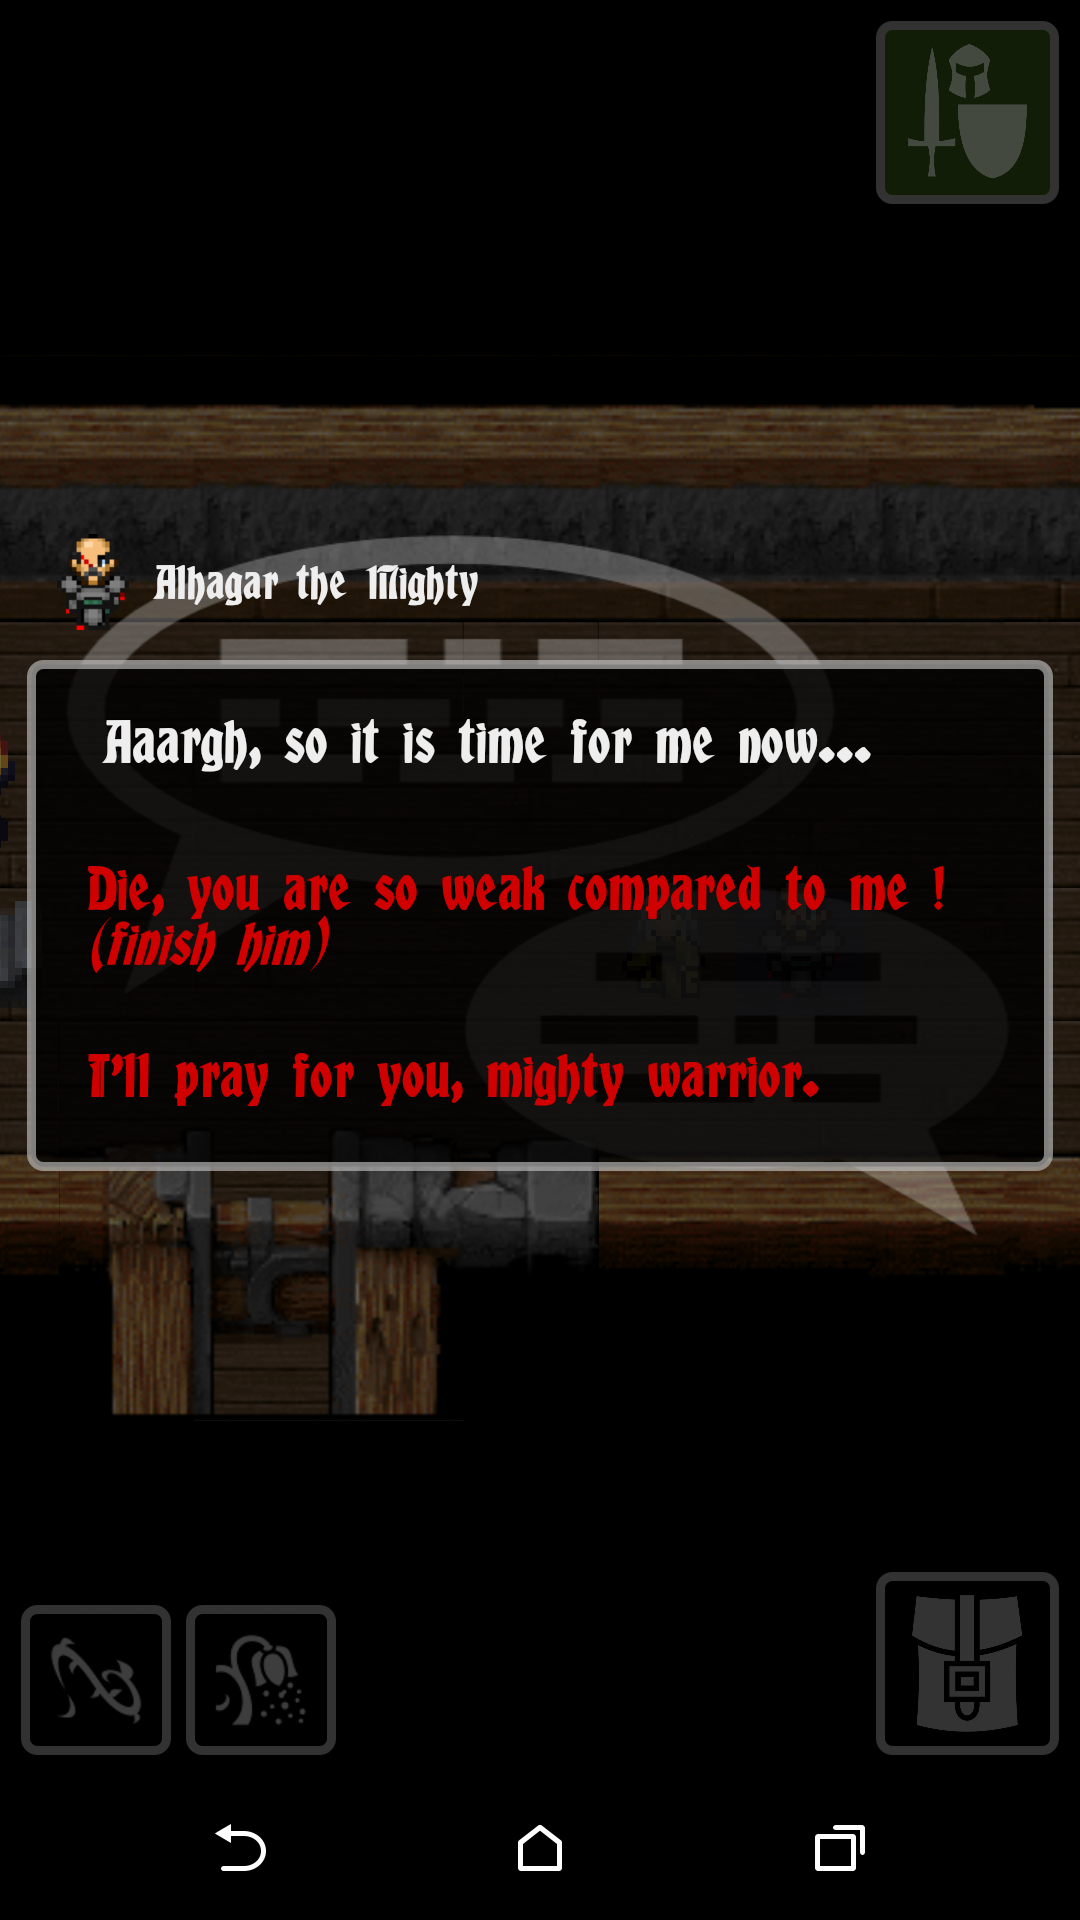 Alhagar the Mighty
Aaargh, so it is time for me now...
Die, you are so weak compared to me !
(finish him)
I'll pray for you, mighty warrior.